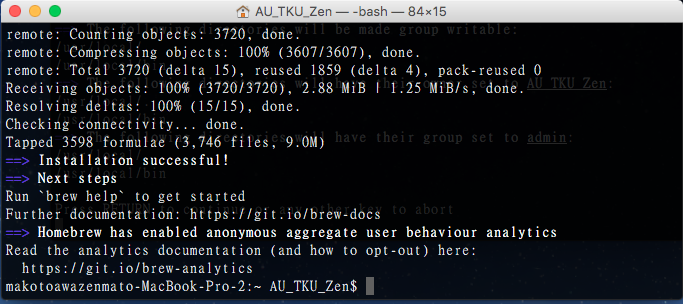 AU_TKU_Zen — -bash — 84×15
remote: Counting objects: 3720, done.
remote: Compressing objects: 100% (3607/3607), done.
remote: Total 3720 (delta 15), reused 1859 (delta 4), pack-reused 0
Receiving objects: 100% (3720/3720), 2.88 MiB | 1.25 MiB/s, done.
Resolving deltas: 100% (15/15), done.
Checking connectivity... done.
Tapped 3598 formulae (3,746 files, 9.0M)
==> Installation successful!
==> Next steps
Run `brew help` to get started
Further documentation: https://git.io/brew-docs
==> Homebrew has enabled anonymous aggregate user behaviour analytics
Read the analytics documentation (and how to opt-out) here:
https://git.io/brew-analytics
makotoawazenmato-MacBook-Pro-2:~ AU_TKU_Zen$